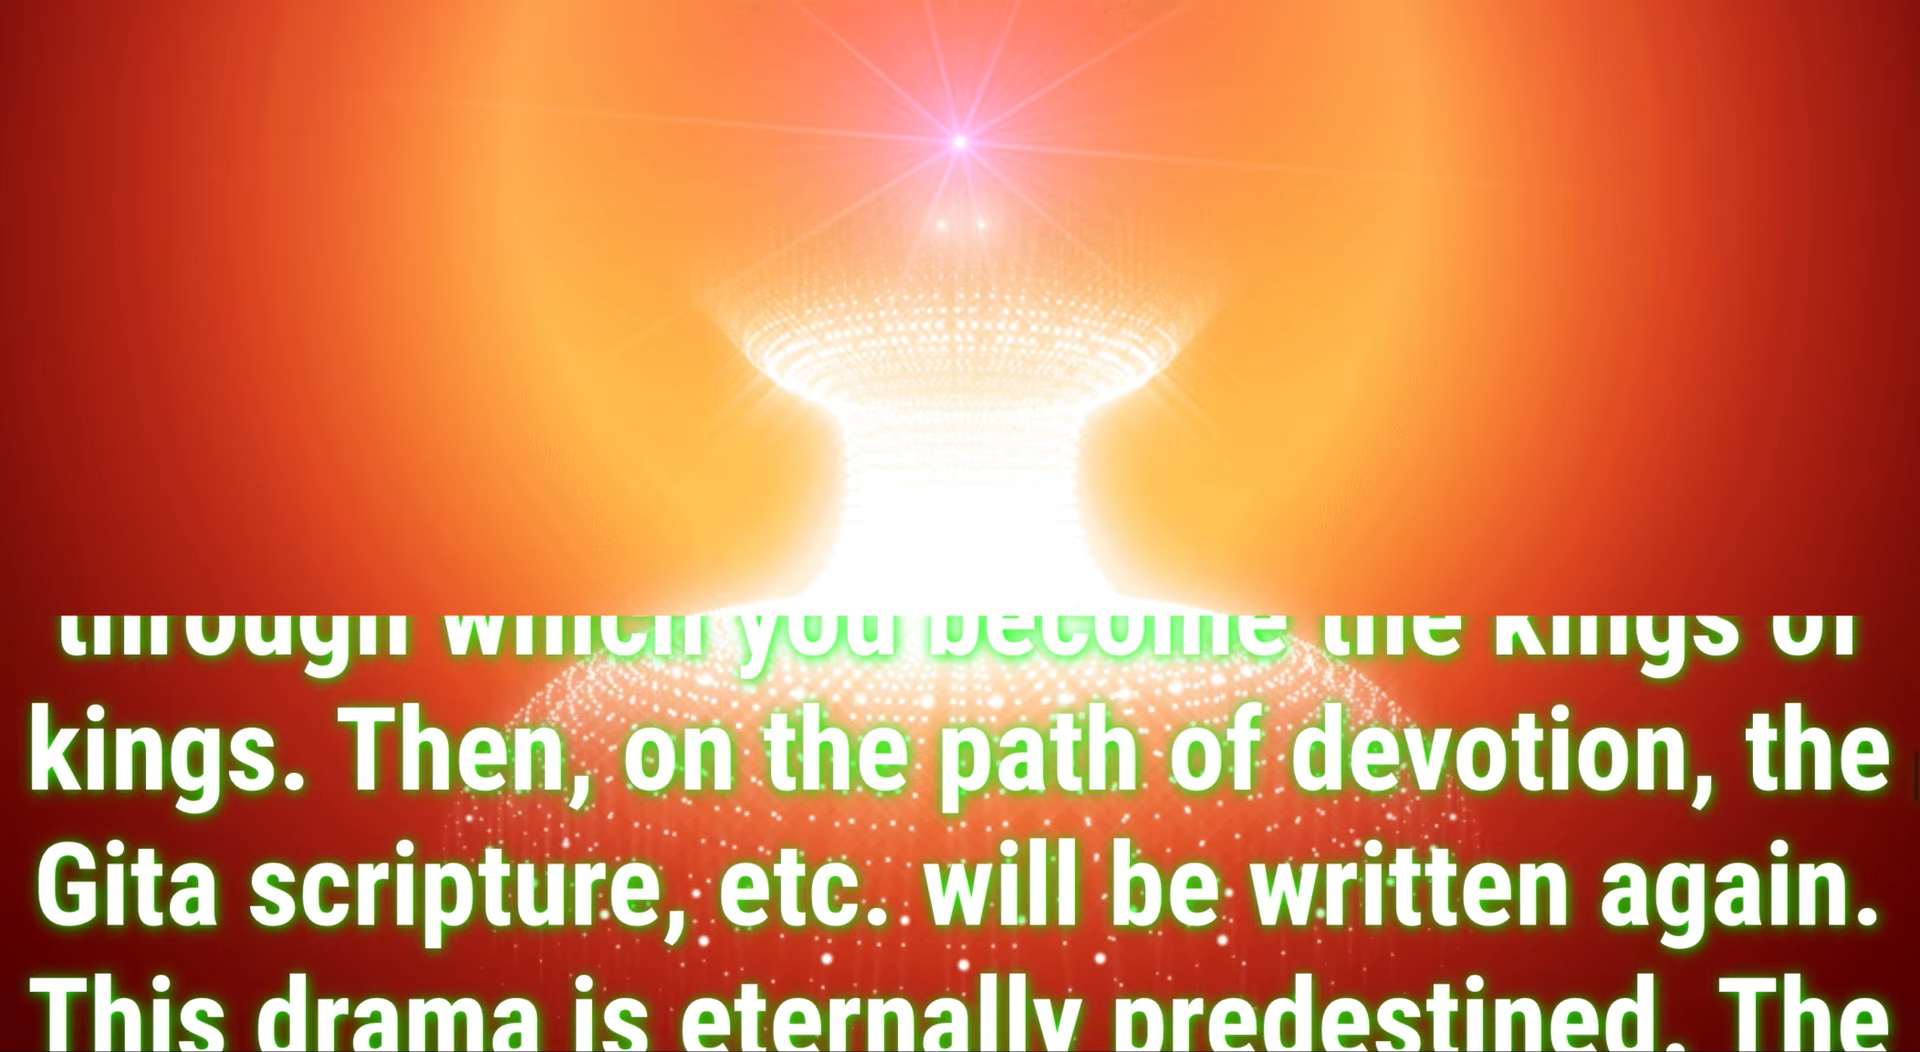 through which you become the kings of
kings. Then, on the path of devotion, the
Gita scripture, etc. will be written again.
This drama is eternally predestined. The